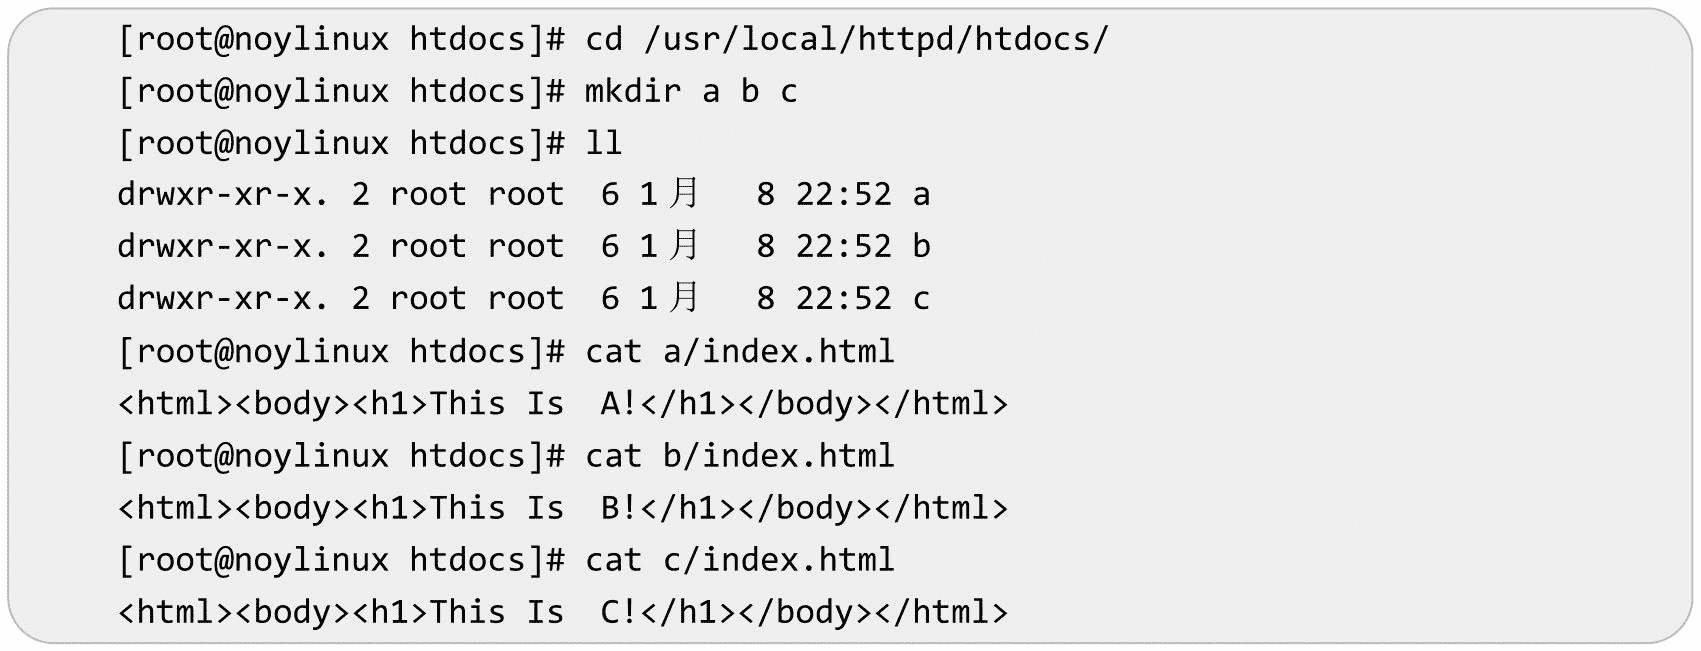 [root@noylinux htdocs]# cd /usr/local/httpd/htdocs/
[root@noylinux htdocs]# mkdir a b c
[root@noylinux htdocs]# ll
drwxr-xr-x. 2 root root  6 1月   8 22:52 a
drwxr-xr-x. 2 root root  6 1月   8 22:52 b
drwxr-xr-x. 2 root root  6 1月   8 22:52 c
[root@noylinux htdocs]# cat a/index.html
<html><body><h1>This Is  A!</h1></body></html>
[root@noylinux htdocs]# cat b/index.html
<html><body><h1>This Is  B!</h1></body></html>
[root@noylinux htdocs]# cat c/index.html
<html><body><h1>This Is  C!</h1></body></html>